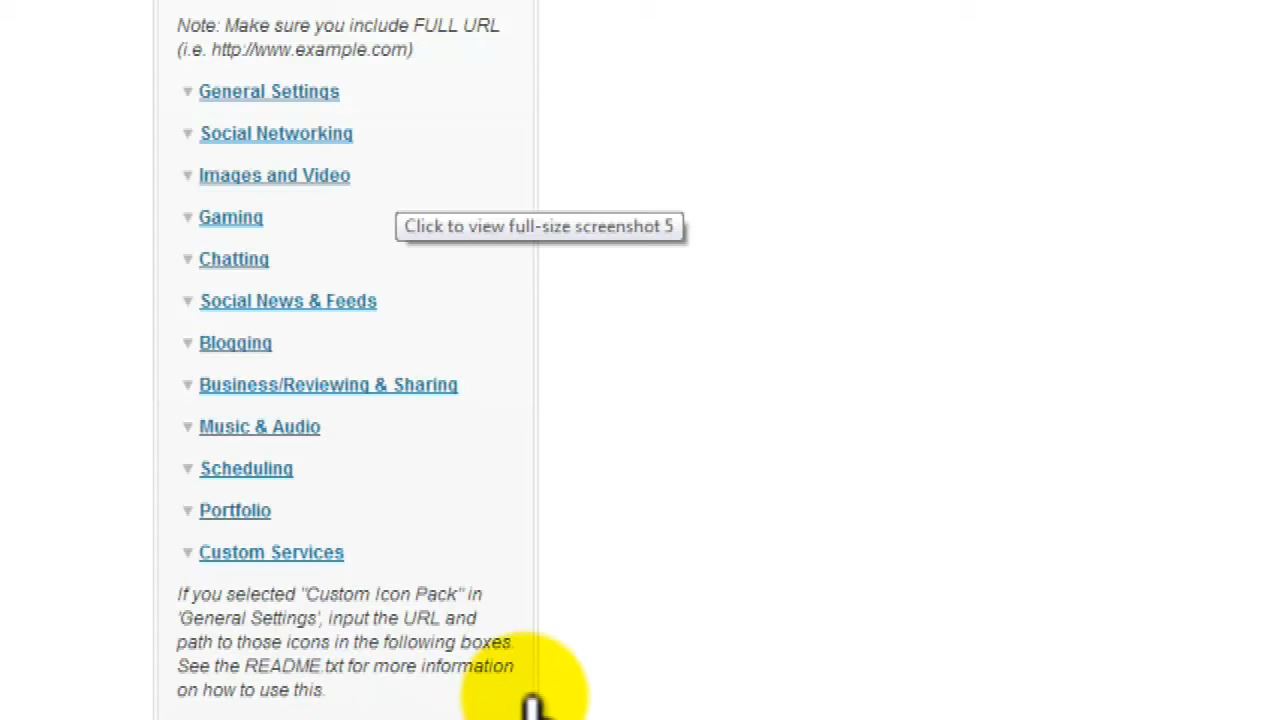 Note: Make sure you include FULL URL
(i.e. http://www.example.com)
General Settings
Social Networking
Images and Video
Gaming
Click to view full-size screenshot 5
Chatting
Social News & Feeds
Blogging
Business/Reviewing & Sharing
Music & Audio
Scheduling
Portfolio
Custom Services
If you selected "Custom Icon Pack" in
'General Settings', input the URL and
path to those icons in the following boxes.
See the README.txt for more information
on how to use this.